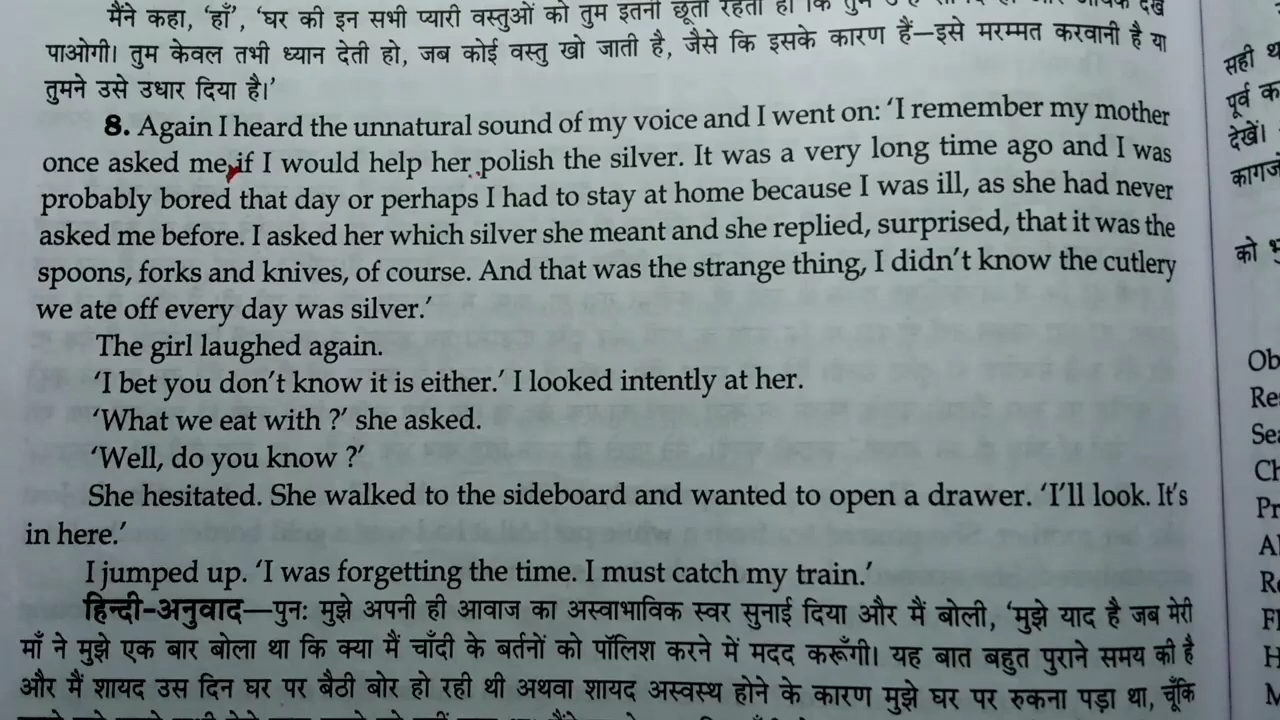 मैंने कहा, 'हाँ', 'घर की इन सभी प्यारी वस्तुओं को तुम इतनी छूती रहती हो कि तुम
पाओगी। तुम केवल तभी ध्यान देती हो, जब कोई वस्तु खो जाती है, जैसे कि इसके कारण हैं—इसे मरम्मत करवानी है या
तुमने उसे उधार दिया है।'
8. Again I heard the unnatural sound of my voice and I went on: 'I remember my mother
once asked me if I would help her polish the silver. It was a very long time ago and I was
probably bored that day or perhaps I had to stay at home because I was ill, as she had never
asked me before. I asked her which silver she meant and she replied, surprised, that it was the
spoons, forks and knives, of course. And that was the strange thing, I didn't know the cutlery
we ate off every day was silver.'
The girl laughed again.
'I bet you don't know it is either.' I looked intently at her.
'What we eat with ?' she asked.
'Well, do you know ?'
She hesitated. She walked to the sideboard and wanted to open a drawer. 'I'll look. It's
in here.'
I jumped up. 'I was forgetting the time. I must catch my train.'
हिन्दी-अनुवाद—पुनः मुझे अपनी ही आवाज का अस्वाभाविक स्वर सुनाई दिया और मैं बोली, 'मुझे याद है जब मेरी
माँ ने मुझे एक बार बोला था कि क्या मैं चाँदी के बर्तनों को पॉलिश करने में मदद करूँगी। यह बात बहुत पुराने समय की है
और मैं शायद उस दिन घर पर बैठी बोर हो रही थी अथवा शायद अस्वस्थ होने के कारण मुझे घर पर रुकना पड़ा था, चूँकि
सही
पूर्व
देखें।
को